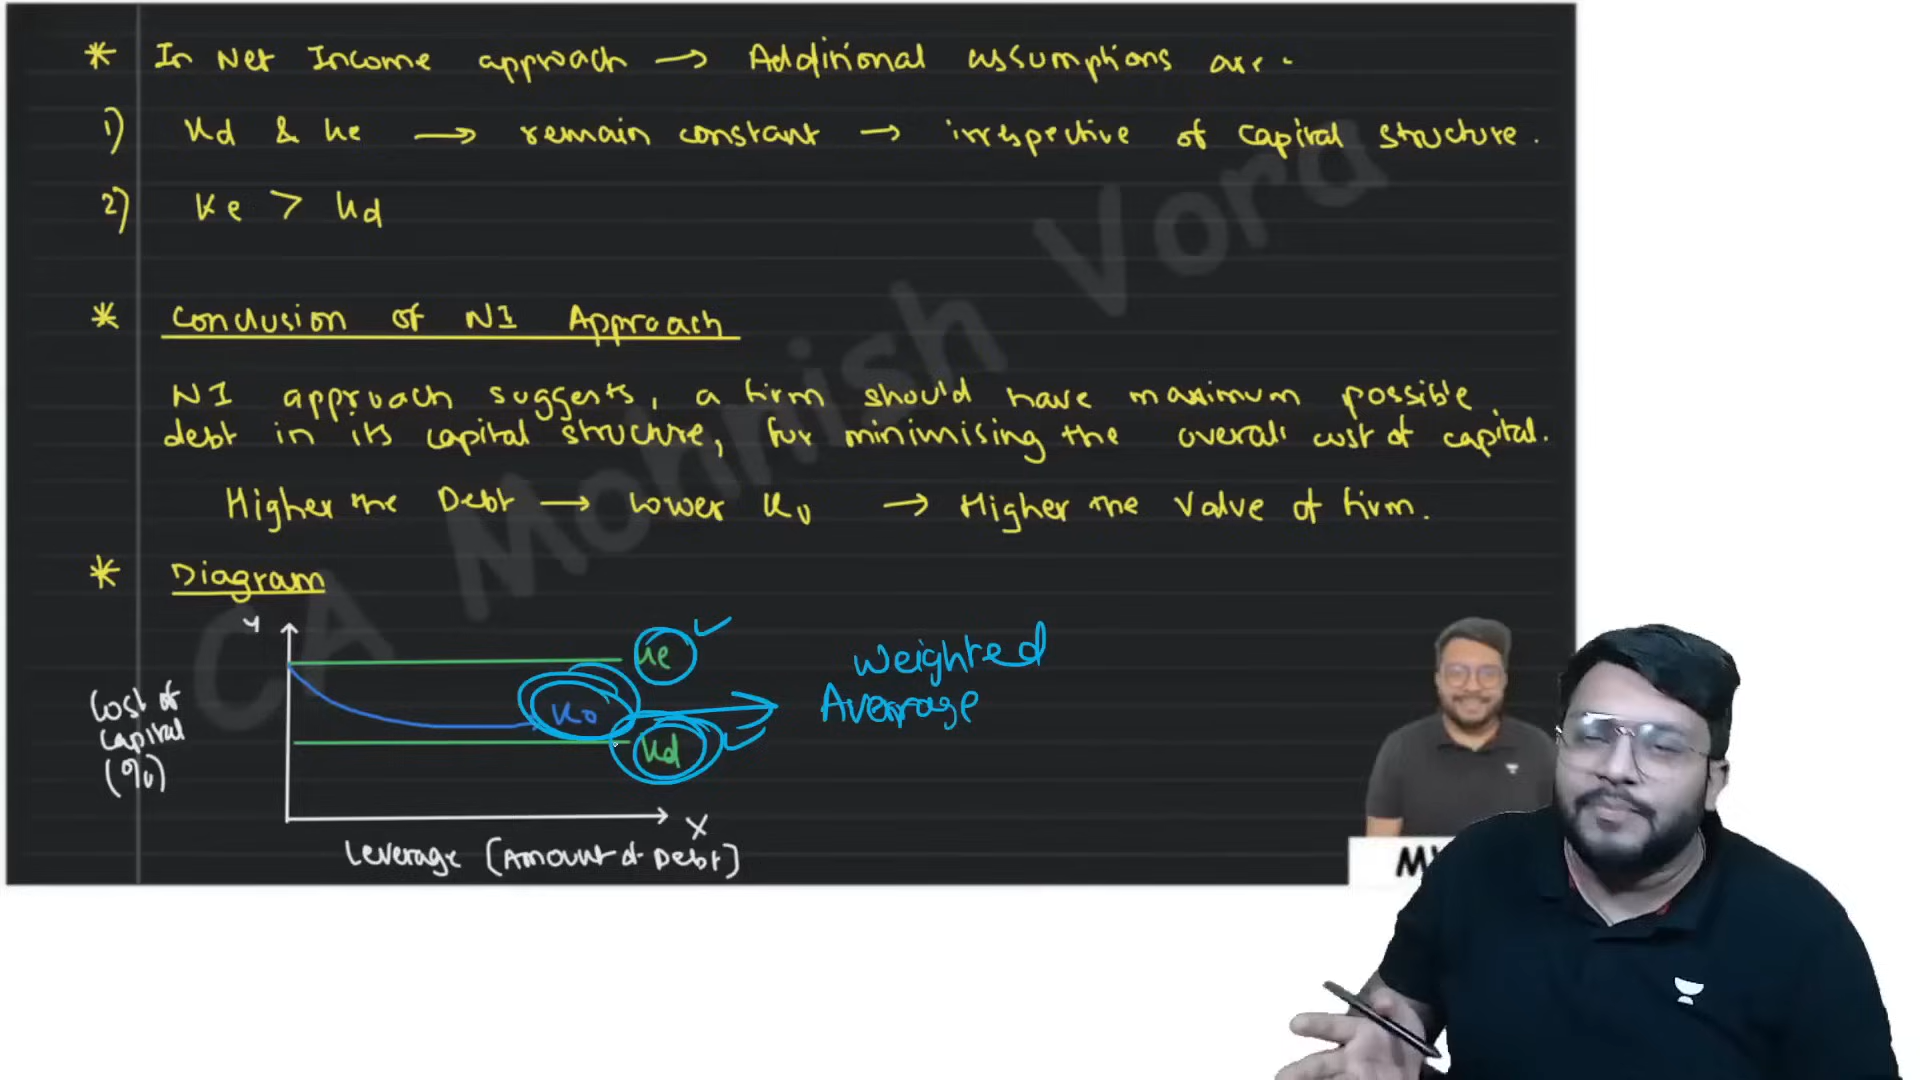 * In Net Income approach → Additional assumptions are.
1) Kd & Ke → remain constant → irrespective of capital structure.
2) Ke > Kd
* Conclusion of NI Approach
NI approach suggests, a firm should have maximum possible
debt in its capital structure, for minimising the overall cost of capital.
Higher the Debt → Lower Ko → Higher the Value of firm.
* Diagram
Y
Cost of
Capital
(%)
Ke
Ko
Kd
Weighted
Average
X
Leverage (Amount of Debt)
CA Mohnish Vora